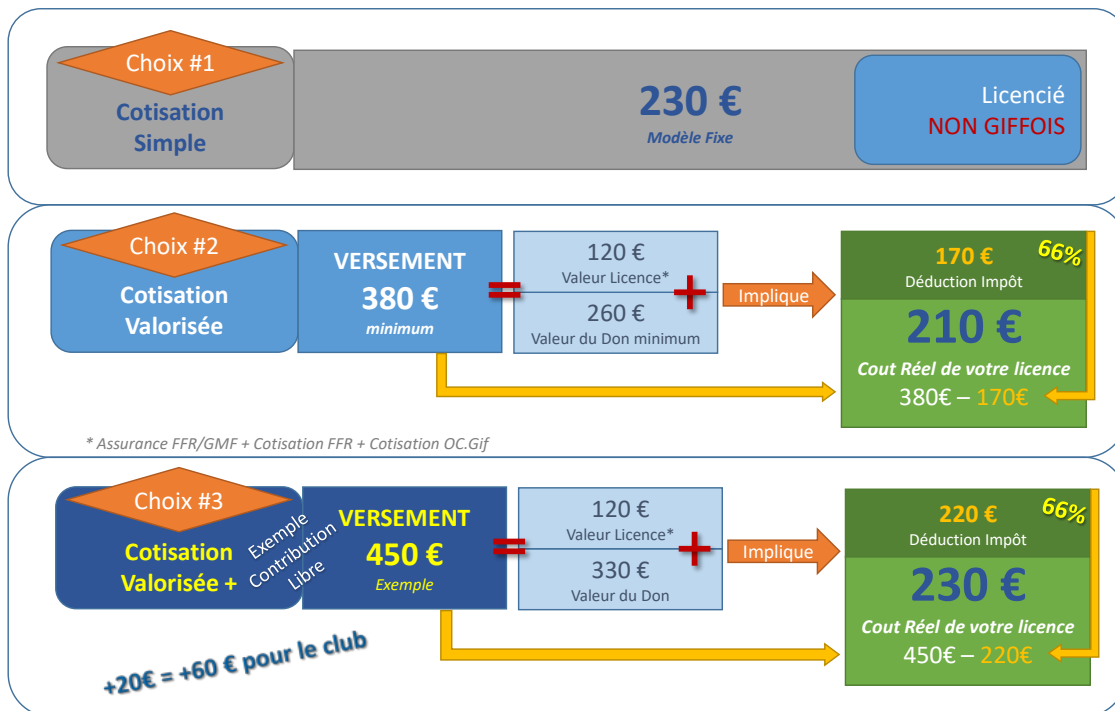 Choix #1
Cotisation
Simple
230 €
Modèle Fixe
Licencié
NON GIFFOIS
Choix #2
Cotisation
Valorisée
VERSEMENT
380 €
minimum
=
120 €
Valeur Licence*
+
260 €
Valeur du Don minimum
Implique
170 €
66%
Déduction Impôt
210 €
Cout Réel de votre licence
380€ – 170€
* Assurance FFR/GMF + Cotisation FFR + Cotisation OC.Gif
Choix #3
Cotisation
Valorisée +
Exemple
Contribution
Libre
VERSEMENT
450 €
Exemple
=
120 €
Valeur Licence*
+
330 €
Valeur du Don
Implique
220 €
66%
Déduction Impôt
230 €
Cout Réel de votre licence
450€ – 220€
+20€ = +60 € pour le club